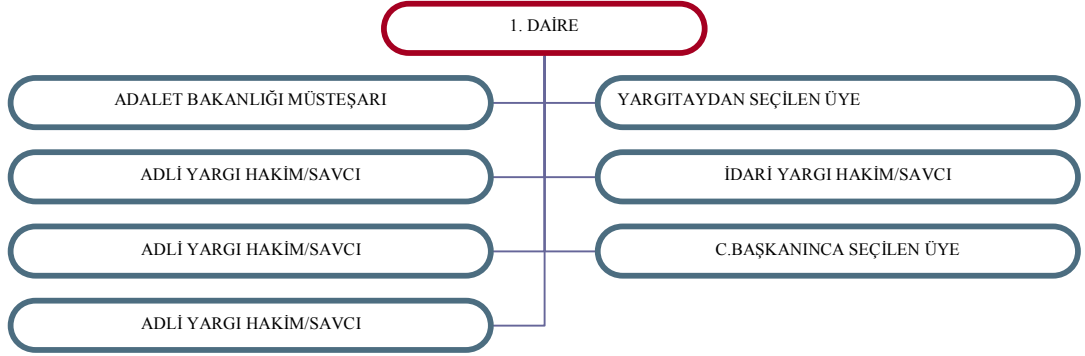 1. DAİRE
ADALET BAKANLIĞI MÜSTEŞARI
YARGITAYDAN SEÇİLEN ÜYE
ADLİ YARGI HAKİM/SAVCI
İDARİ YARGI HAKİM/SAVCI
ADLİ YARGI HAKİM/SAVCI
C.BAŞKANINCA SEÇİLEN ÜYE
ADLİ YARGI HAKİM/SAVCI